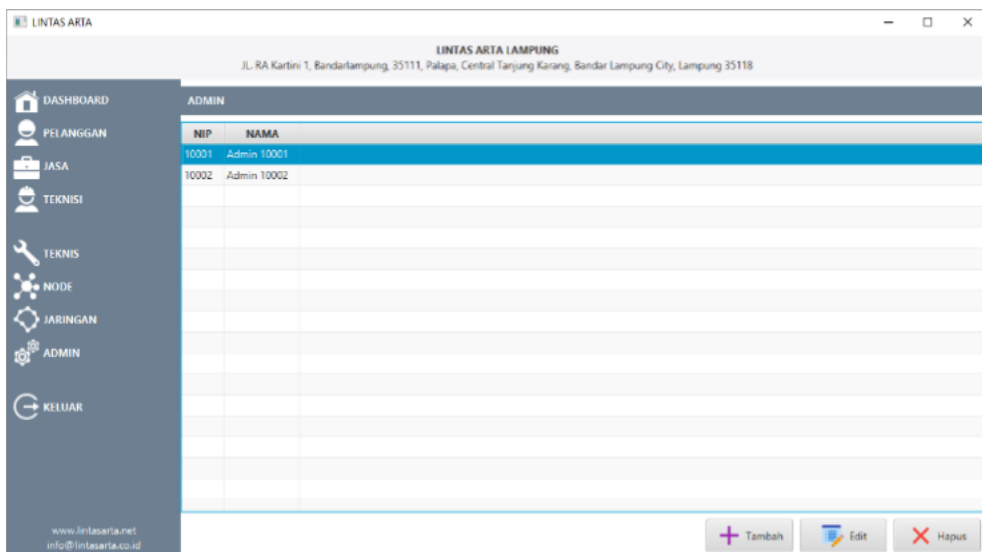 LINTAS ARTA
LINTAS ARTA LAMPUNG
JL. RA Kartini 1, Bandarlampung, 35111, Palapa, Central Tanjung Karang, Bandar Lampung City, Lampung 35118
DASHBOARD
PELANGGAN
JASA
TEKNISI
TEKNIS
NODE
JARINGAN
ADMIN
KELUAR
www.lintasarta.net
info@lintasarta.co.id
ADMIN
NIP NAMA
10001 Admin 10001
10002 Admin 10002
Tambah Edit Hapus